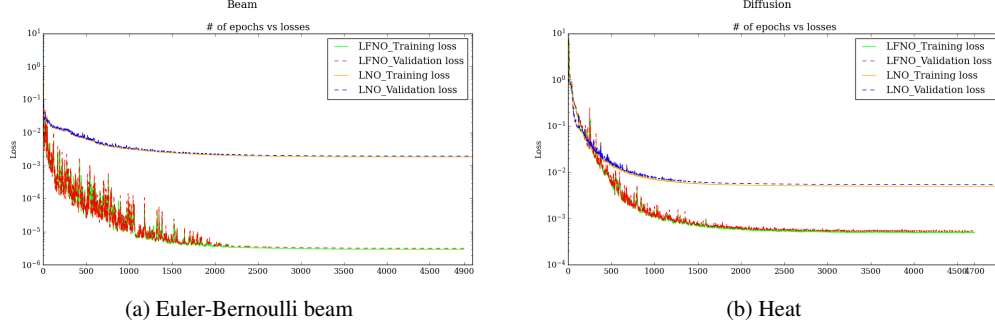 Beam
# of epochs vs losses
LFNO_Training loss
LFNO_Validation loss
LNO_Training loss
LNO_Validation loss
Loss
10^1
10^0
10^-1
10^-2
10^-3
10^-4
10^-5
10^-6
0 500 1000 1500 2000 2500 3000 3500 4000 4500 4900
(a) Euler-Bernoulli beam
Diffusion
# of epochs vs losses
LFNO_Training loss
LFNO_Validation loss
LNO_Training loss
LNO_Validation loss
Loss
10^1
10^0
10^-1
10^-2
10^-3
10^-4
0 500 1000 1500 2000 2500 3000 3500 4000 4500 4700
(b) Heat